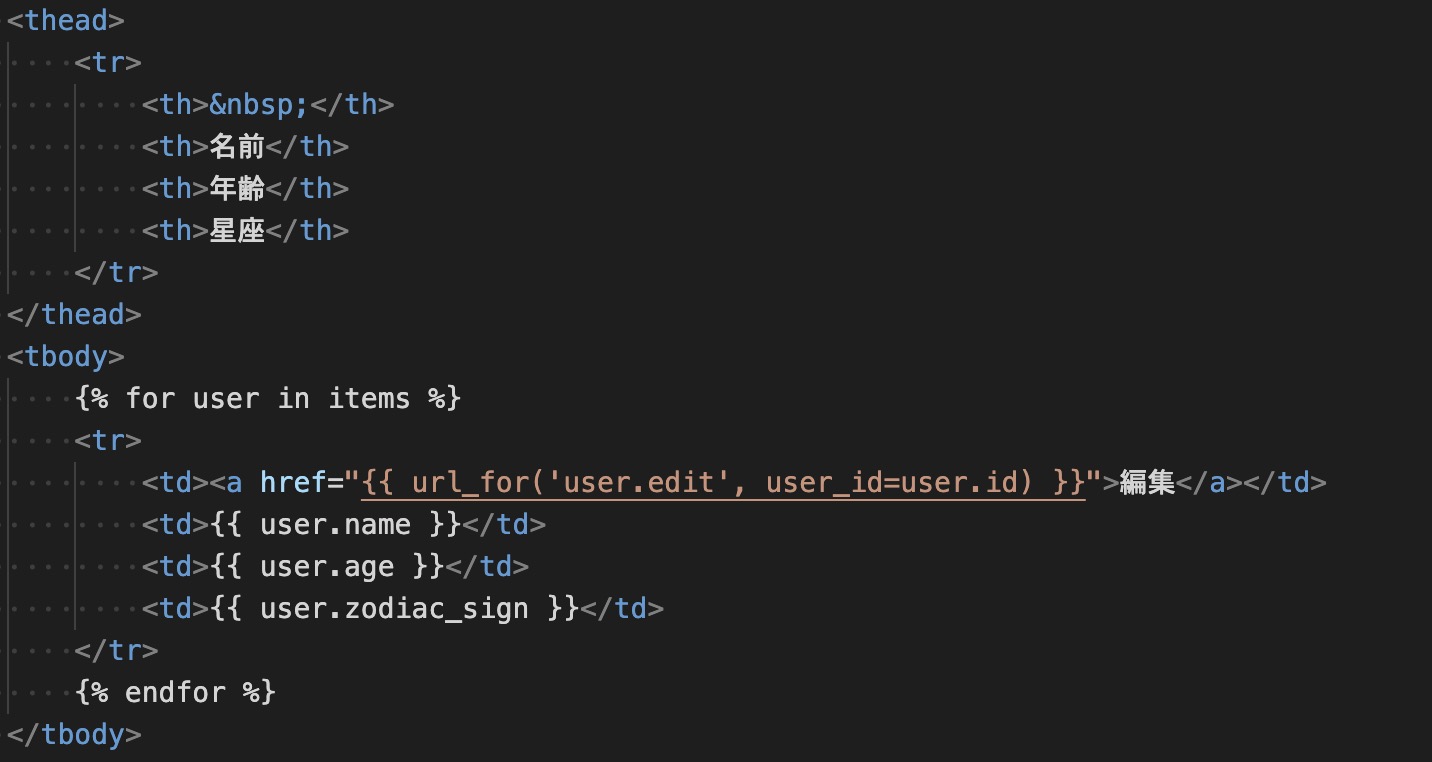 <thead>
    <tr>
        <th>&nbsp;</th>
        <th>名前</th>
        <th>年齢</th>
        <th>星座</th>
    </tr>
</thead>
<tbody>
    {% for user in items %}
    <tr>
        <td><a href="{{ url_for('user.edit', user_id=user.id) }}">編集</a></td>
        <td>{{ user.name }}</td>
        <td>{{ user.age }}</td>
        <td>{{ user.zodiac_sign }}</td>
    </tr>
    {% endfor %}
</tbody>